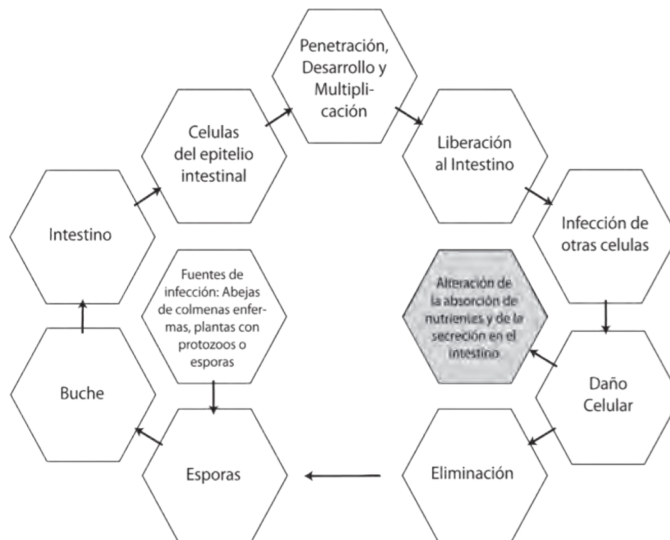 Penetración,
Desarrollo y
Multipli-
cación
Celulas
del epitelio
intestinal
Liberación
al Intestino
Intestino
Infección de
otras celulas
Fuentes de
infección: Abejas
de colmenas enfer-
mas, plantas con
protozoos o
esporas
Alteración de
la absorción de
nutrientes y de la
secreción en el
intestino
Buche
Daño
Celular
Esporas
Eliminación